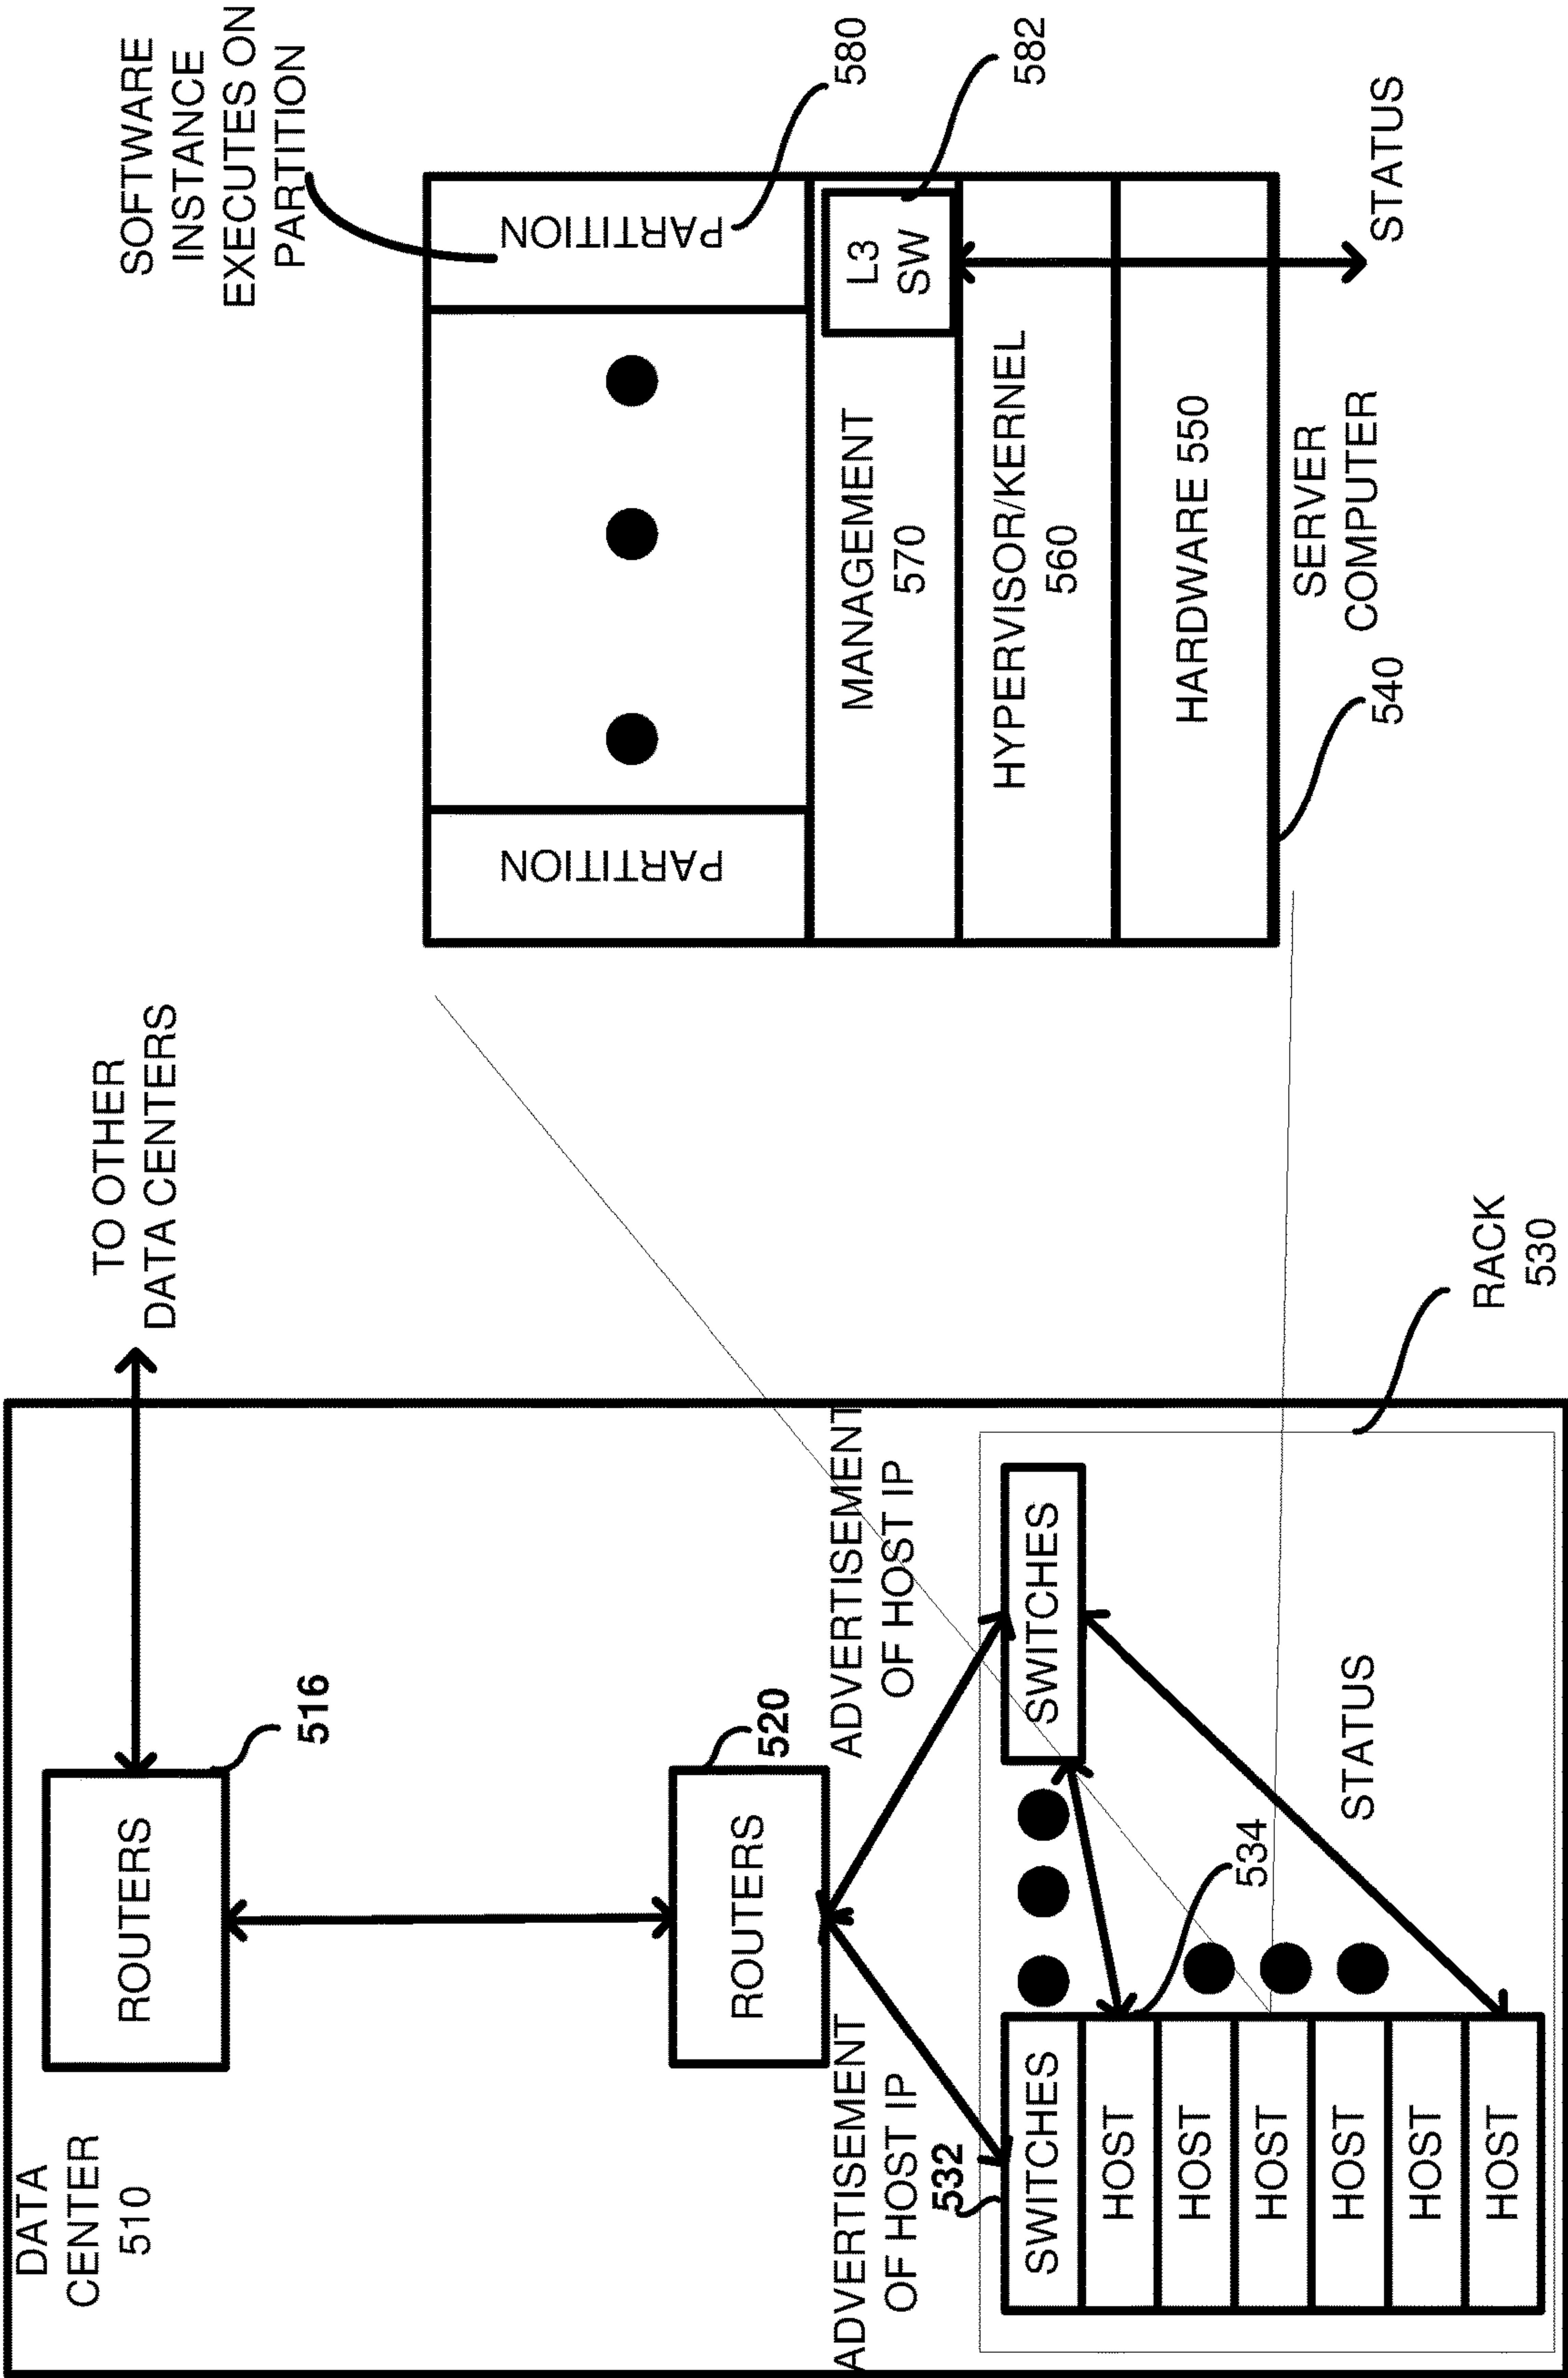 DATA
CENTER
510
ROUTERS
516
TO OTHER
DATA CENTERS
ROUTERS
520
ADVERTISEMENT
OF HOST IP
ADVERTISEMENT
OF HOST IP
532
SWITCHES
SWITCHES
HOST
HOST
HOST
HOST
HOST
HOST
534
STATUS
RACK
530
SOFTWARE
INSTANCE
EXECUTES ON
PARTITION
PARTITION
PARTITION
580
MANAGEMENT
570
L3
SW
582
HYPERVISOR/KERNEL
560
HARDWARE 550
SERVER
COMPUTER
540
STATUS